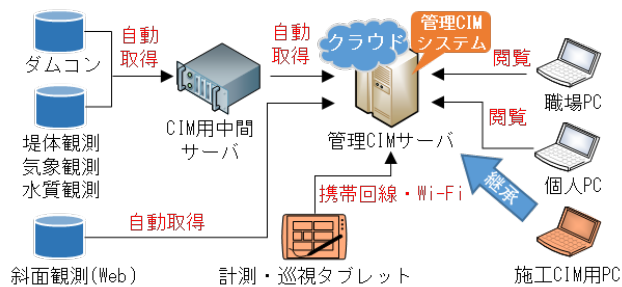 自動
取得
自動
取得
クラウド
管理CIM
システム
閲覧
ダムコン
CIM用中間
サーバ
管理CIMサーバ
職場PC
閲覧
堤体観測
気象観測
水質観測
携帯回線・Wi-Fi
継承
個人PC
自動取得
斜面観測(Web)
計測・巡視タブレット
施工CIM用PC